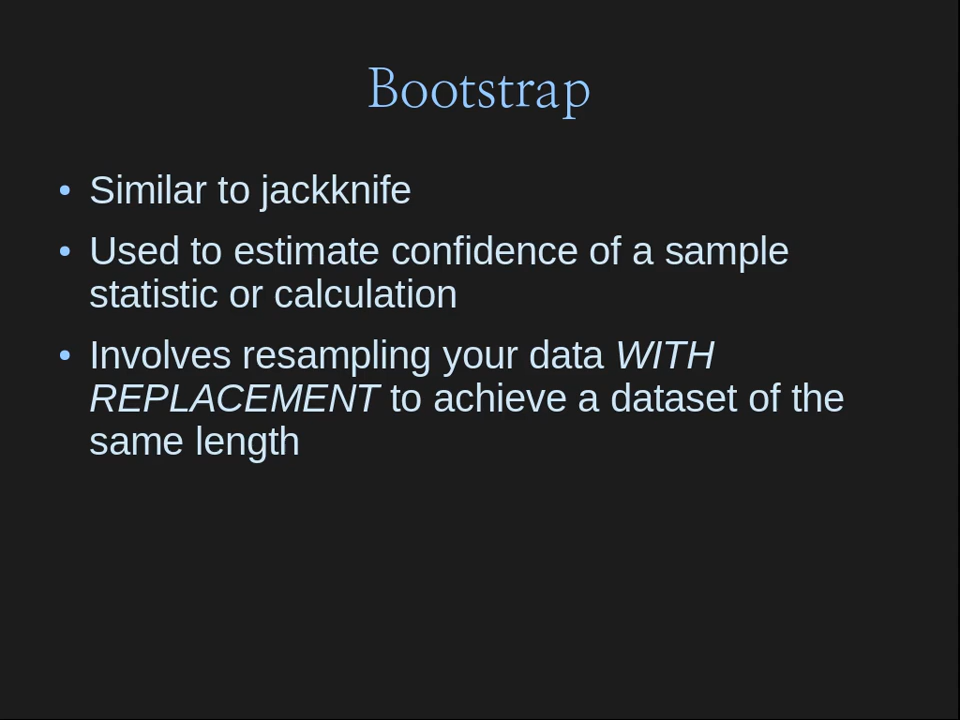 Bootstrap
• Similar to jackknife
• Used to estimate confidence of a sample
statistic or calculation
• Involves resampling your data WITH
REPLACEMENT to achieve a dataset of the
same length